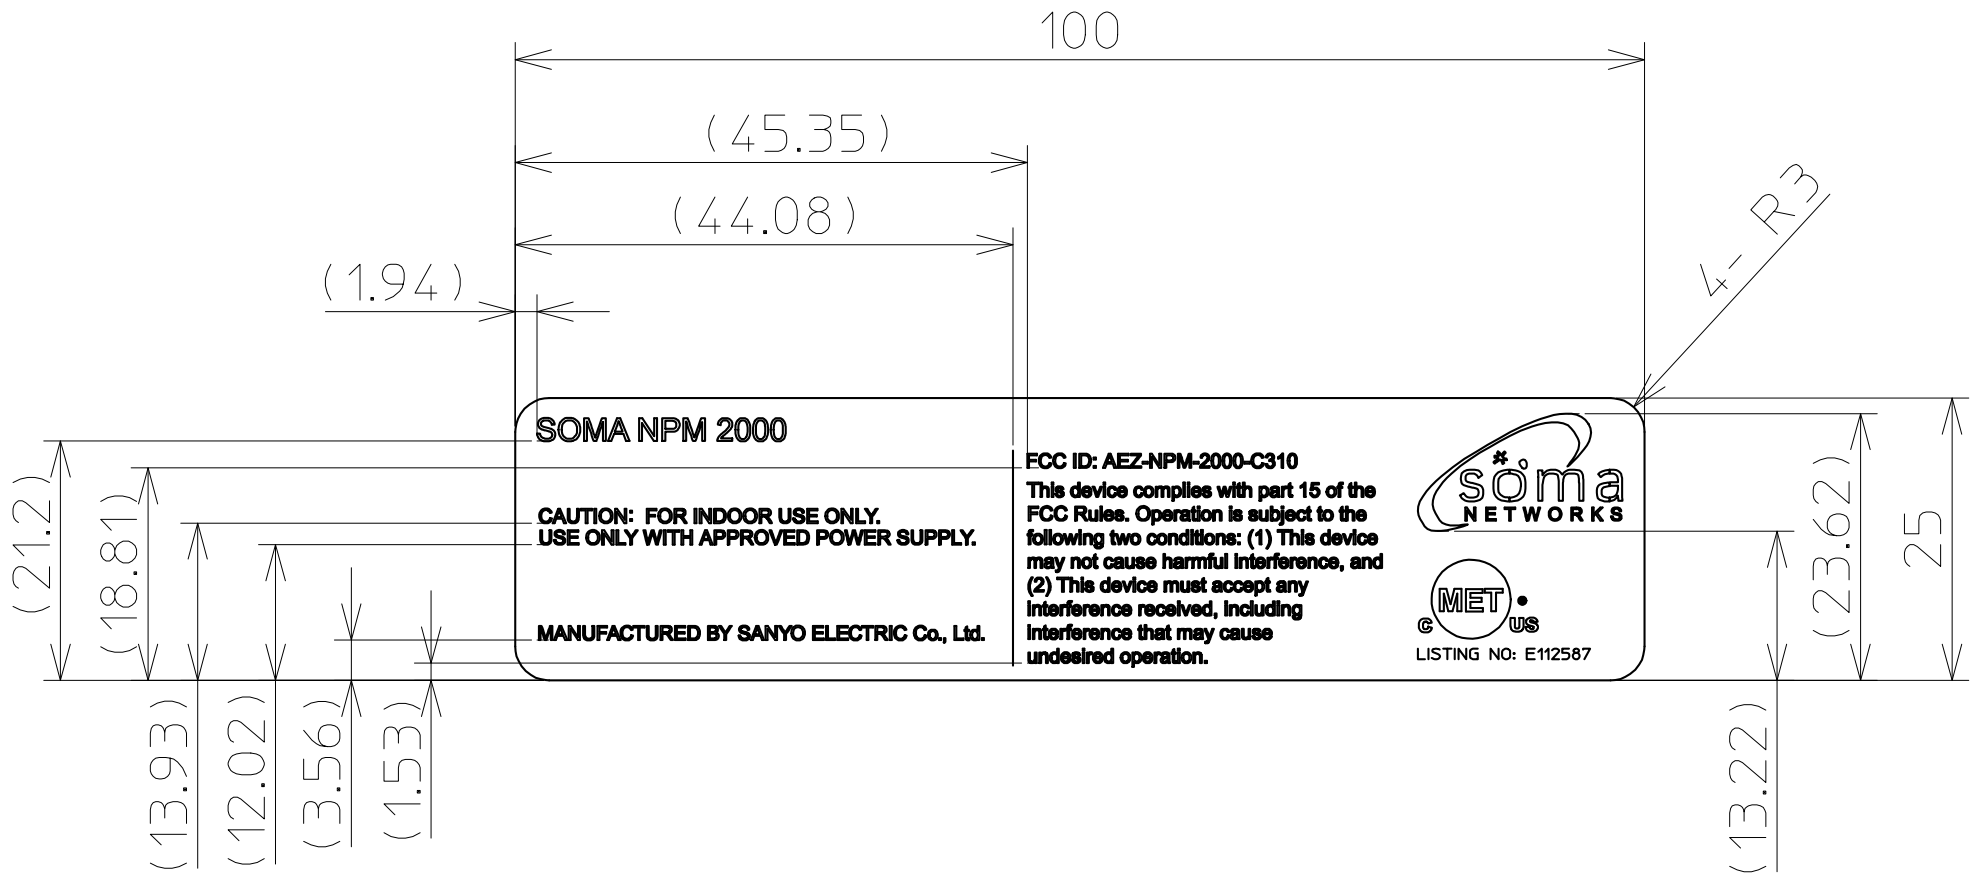 100
(45.35)
(44.08)
(1.94)
4- R3
SOMA NPM 2000
CAUTION: FOR INDOOR USE ONLY.
USE ONLY WITH APPROVED POWER SUPPLY.
MANUFACTURED BY SANYO ELECTRIC Co., Ltd.
FCC ID: AEZ-NPM-2000-C310
This device complies with part 15 of the
FCC Rules. Operation is subject to the
following two conditions: (1) This device
may not cause harmful interference, and
(2) This device must accept any
interference received, including
interference that may cause
undesired operation.
soma
NETWORKS
MET
C US
LISTING NO: E112587
(21.2)
(18.81)
(13.93)
(12.02)
(3.56)
(1.53)
(13.22)
(23.62)
25